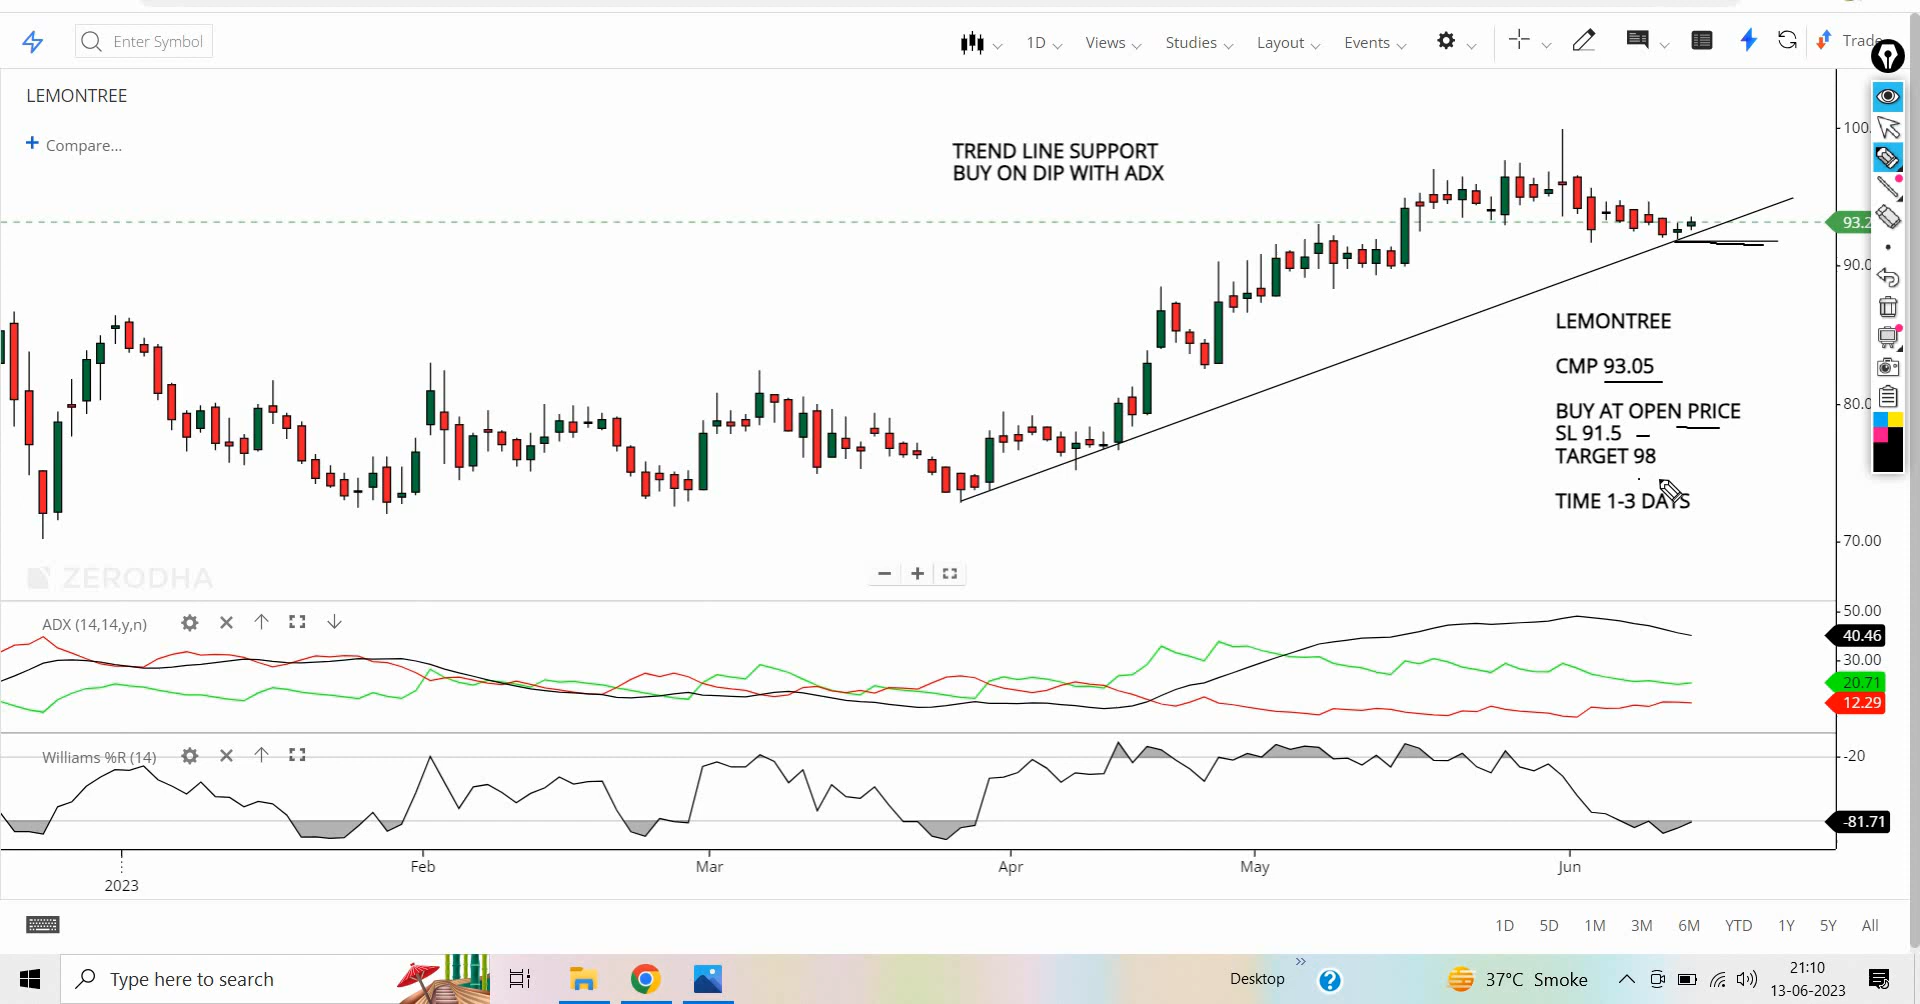 Enter Symbol
1D
Views
Studies
Layout
Events
Trade
LEMONTREE
Compare...
TREND LINE SUPPORT
BUY ON DIP WITH ADX
100.
93.2
90.0
LEMONTREE
CMP 93.05
80.0
BUY AT OPEN PRICE
SL 91.5
TARGET 98
TIME 1-3 DAYS
70.00
ZERODHA
ADX (14,14,y,n)
50.00
40.46
30.00
20.71
12.29
Williams %R (14)
-20
-81.71
Feb
Mar
Apr
May
Jun
2023
1D 5D 1M 3M 6M YTD 1Y 5Y All
Type here to search
Desktop
37°C Smoke
21:10
13-06-2023